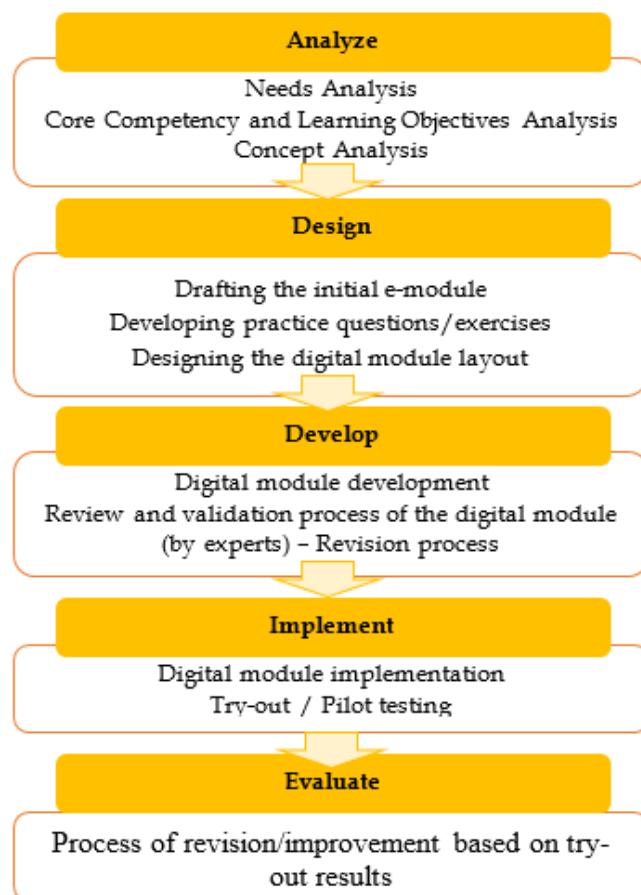 Analyze
Needs Analysis
Core Competency and Learning Objectives Analysis
Concept Analysis
Design
Drafting the initial e-module
Developing practice questions/exercises
Designing the digital module layout
Develop
Digital module development
Review and validation process of the digital module
(by experts) – Revision process
Implement
Digital module implementation
Try-out / Pilot testing
Evaluate
Process of revision/improvement based on try-
out results